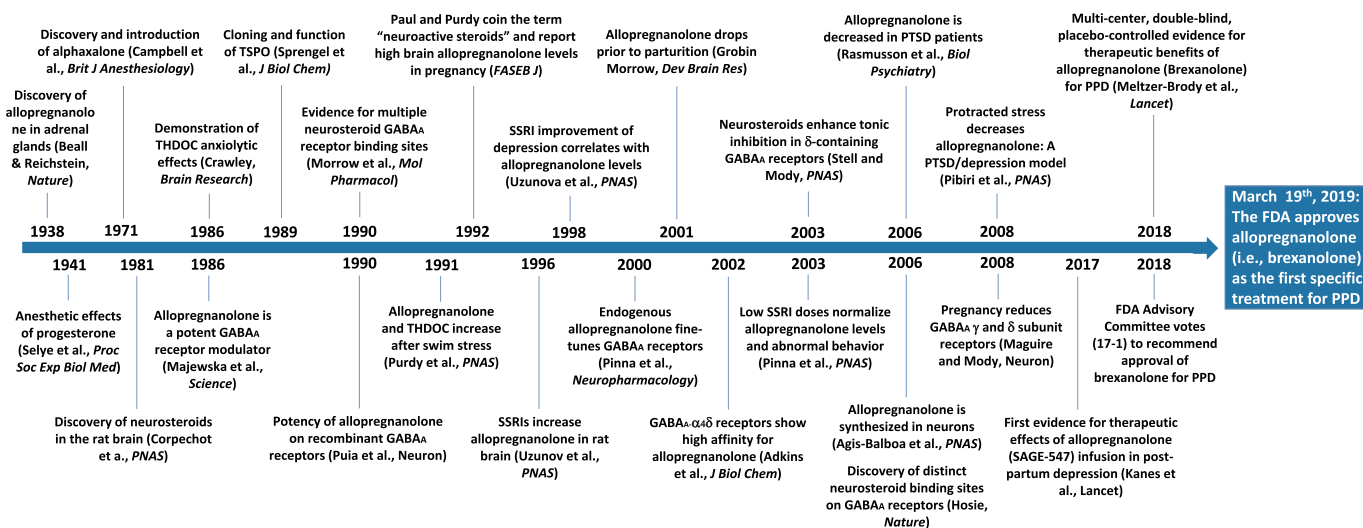 Discovery of
allopregnanolo
ne in adrenal
glands (Beall
& Reichstein,
Nature)
Discovery and introduction
of alphaxalone (Campbell et
al., Brit J Anesthesiology)
Demonstration of
THDOC anxiolytic
effects (Crawley,
Brain Research)
Cloning and function
of TSPO (Sprengel et
al., J Biol Chem)
Evidence for multiple
neurosteroid GABAA
receptor binding sites
(Morrow et al., Mol
Pharmacol)
Paul and Purdy coin the term
“neuroactive steroids” and report
high brain allopregnanolone levels
in pregnancy (FASEB J)
SSRI improvement of
depression correlates with
allopregnanolone levels
(Uzunova et al., PNAS)
Allopregnanolone drops
prior to parturition (Grobin
Morrow, Dev Brain Res)
Neurosteroids enhance tonic
inhibition in δ-containing
GABAA receptors (Stell and
Mody, PNAS)
Allopregnanolone is
decreased in PTSD patients
(Rasmusson et al., Biol
Psychiatry)
Protracted stress
decreases
allopregnanolone: A
PTSD/depression model
(Pibiri et al., PNAS)
Multi-center, double-blind,
placebo-controlled evidence for
therapeutic benefits of
allopregnanolone (Brexanolone)
for PPD (Meltzer-Brody et al.,
Lancet)
1938 1971 1986 1989 1990 1992 1998 2001 2003 2006 2008 2018
1941 1981 1986 1990 1991 1996 2000 2002 2003 2006 2008 2017 2018
March 19th, 2019:
The FDA approves
allopregnanolone
(i.e., brexanolone)
as the first specific
treatment for PPD
Anesthetic effects
of progesterone
(Selye et al., Proc
Soc Exp Biol Med)
Discovery of neurosteroids
in the rat brain (Corpechot
et a., PNAS)
Allopregnanolone is
a potent GABAA
receptor modulator
(Majewska et al.,
Science)
Potency of allopregnanolone
on recombinant GABAA
receptors (Puia et al., Neuron)
Allopregnanolone
and THDOC increase
after swim stress
(Purdy et al., PNAS)
SSRIs increase
allopregnanolone in rat
brain (Uzunov et al.,
PNAS)
Endogenous
allopregnanolone fine-
tunes GABAA receptors
(Pinna et al.,
Neuropharmacology)
GABAA-α4δ receptors show
high affinity for
allopregnanolone (Adkins
et al., J Biol Chem)
Low SSRI doses normalize
allopregnanolone levels
and abnormal behavior
(Pinna et al., PNAS)
Allopregnanolone is
synthesized in neurons
(Agis-Balboa et al., PNAS)
Discovery of distinct
neurosteroid binding sites
on GABAA receptors (Hosie,
Nature)
Pregnancy reduces
GABAA γ and δ subunit
receptors (Maguire
and Mody, Neuron)
First evidence for therapeutic
effects of allopregnanolone
(SAGE-547) infusion in post-
partum depression (Kanes et
al., Lancet)
FDA Advisory
Committee votes
(17-1) to recommend
approval of
brexanolone for PPD